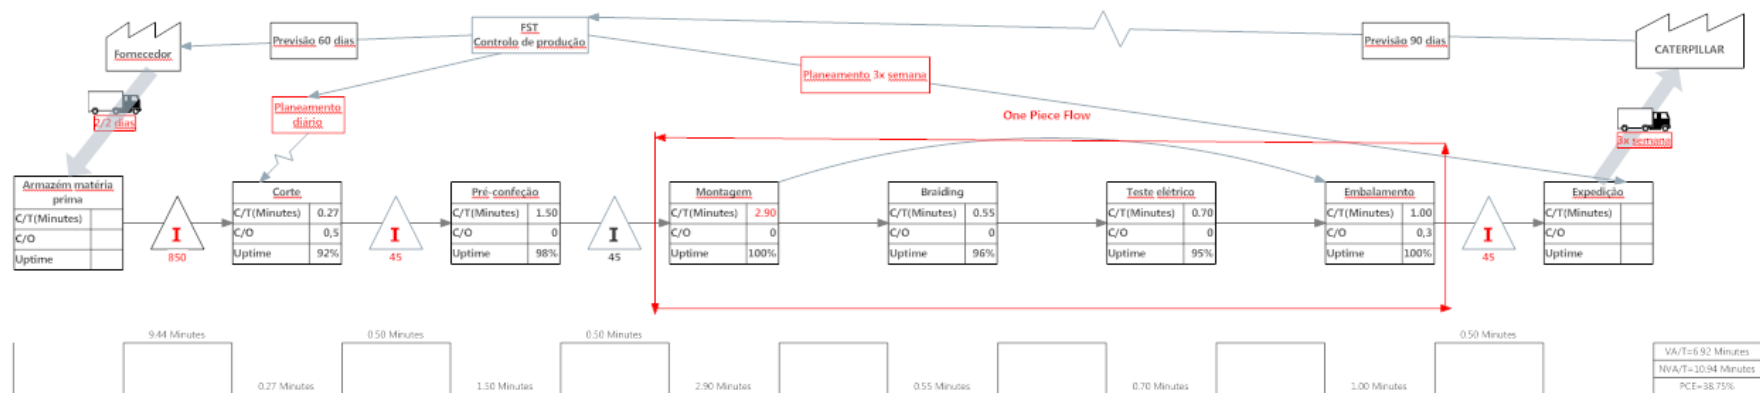 FST
Controlo de produção
Previsão 60 dias
Previsão 90 dias
Fornecedor
CATERPILLAR
Planeamento 3x semana
Planeamento
diário
2/2 dias
One Piece Flow
3x semana
Armazém matéria
prima
C/T(Minutes)
C/O
Uptime
I
850
Corte
C/T(Minutes) 0.27
C/O 0,5
Uptime 92%
I
45
Pré-confeção
C/T(Minutes) 1.50
C/O 0
Uptime 98%
I
45
Montagem
C/T(Minutes) 2.90
C/O 0
Uptime 100%
Braiding
C/T(Minutes) 0.55
C/O 0
Uptime 96%
Teste elétrico
C/T(Minutes) 0.70
C/O 0
Uptime 95%
Embalamento
C/T(Minutes) 1.00
C/O 0,3
Uptime 100%
I
45
Expedição
C/T(Minutes)
C/O
Uptime
9.44 Minutes
0.50 Minutes
0.50 Minutes
0.50 Minutes
0.27 Minutes
1.50 Minutes
2.90 Minutes
0.55 Minutes
0.70 Minutes
1.00 Minutes
VA/T=6.92 Minutes
NVA/T=10.94 Minutes
PCE=38.75%